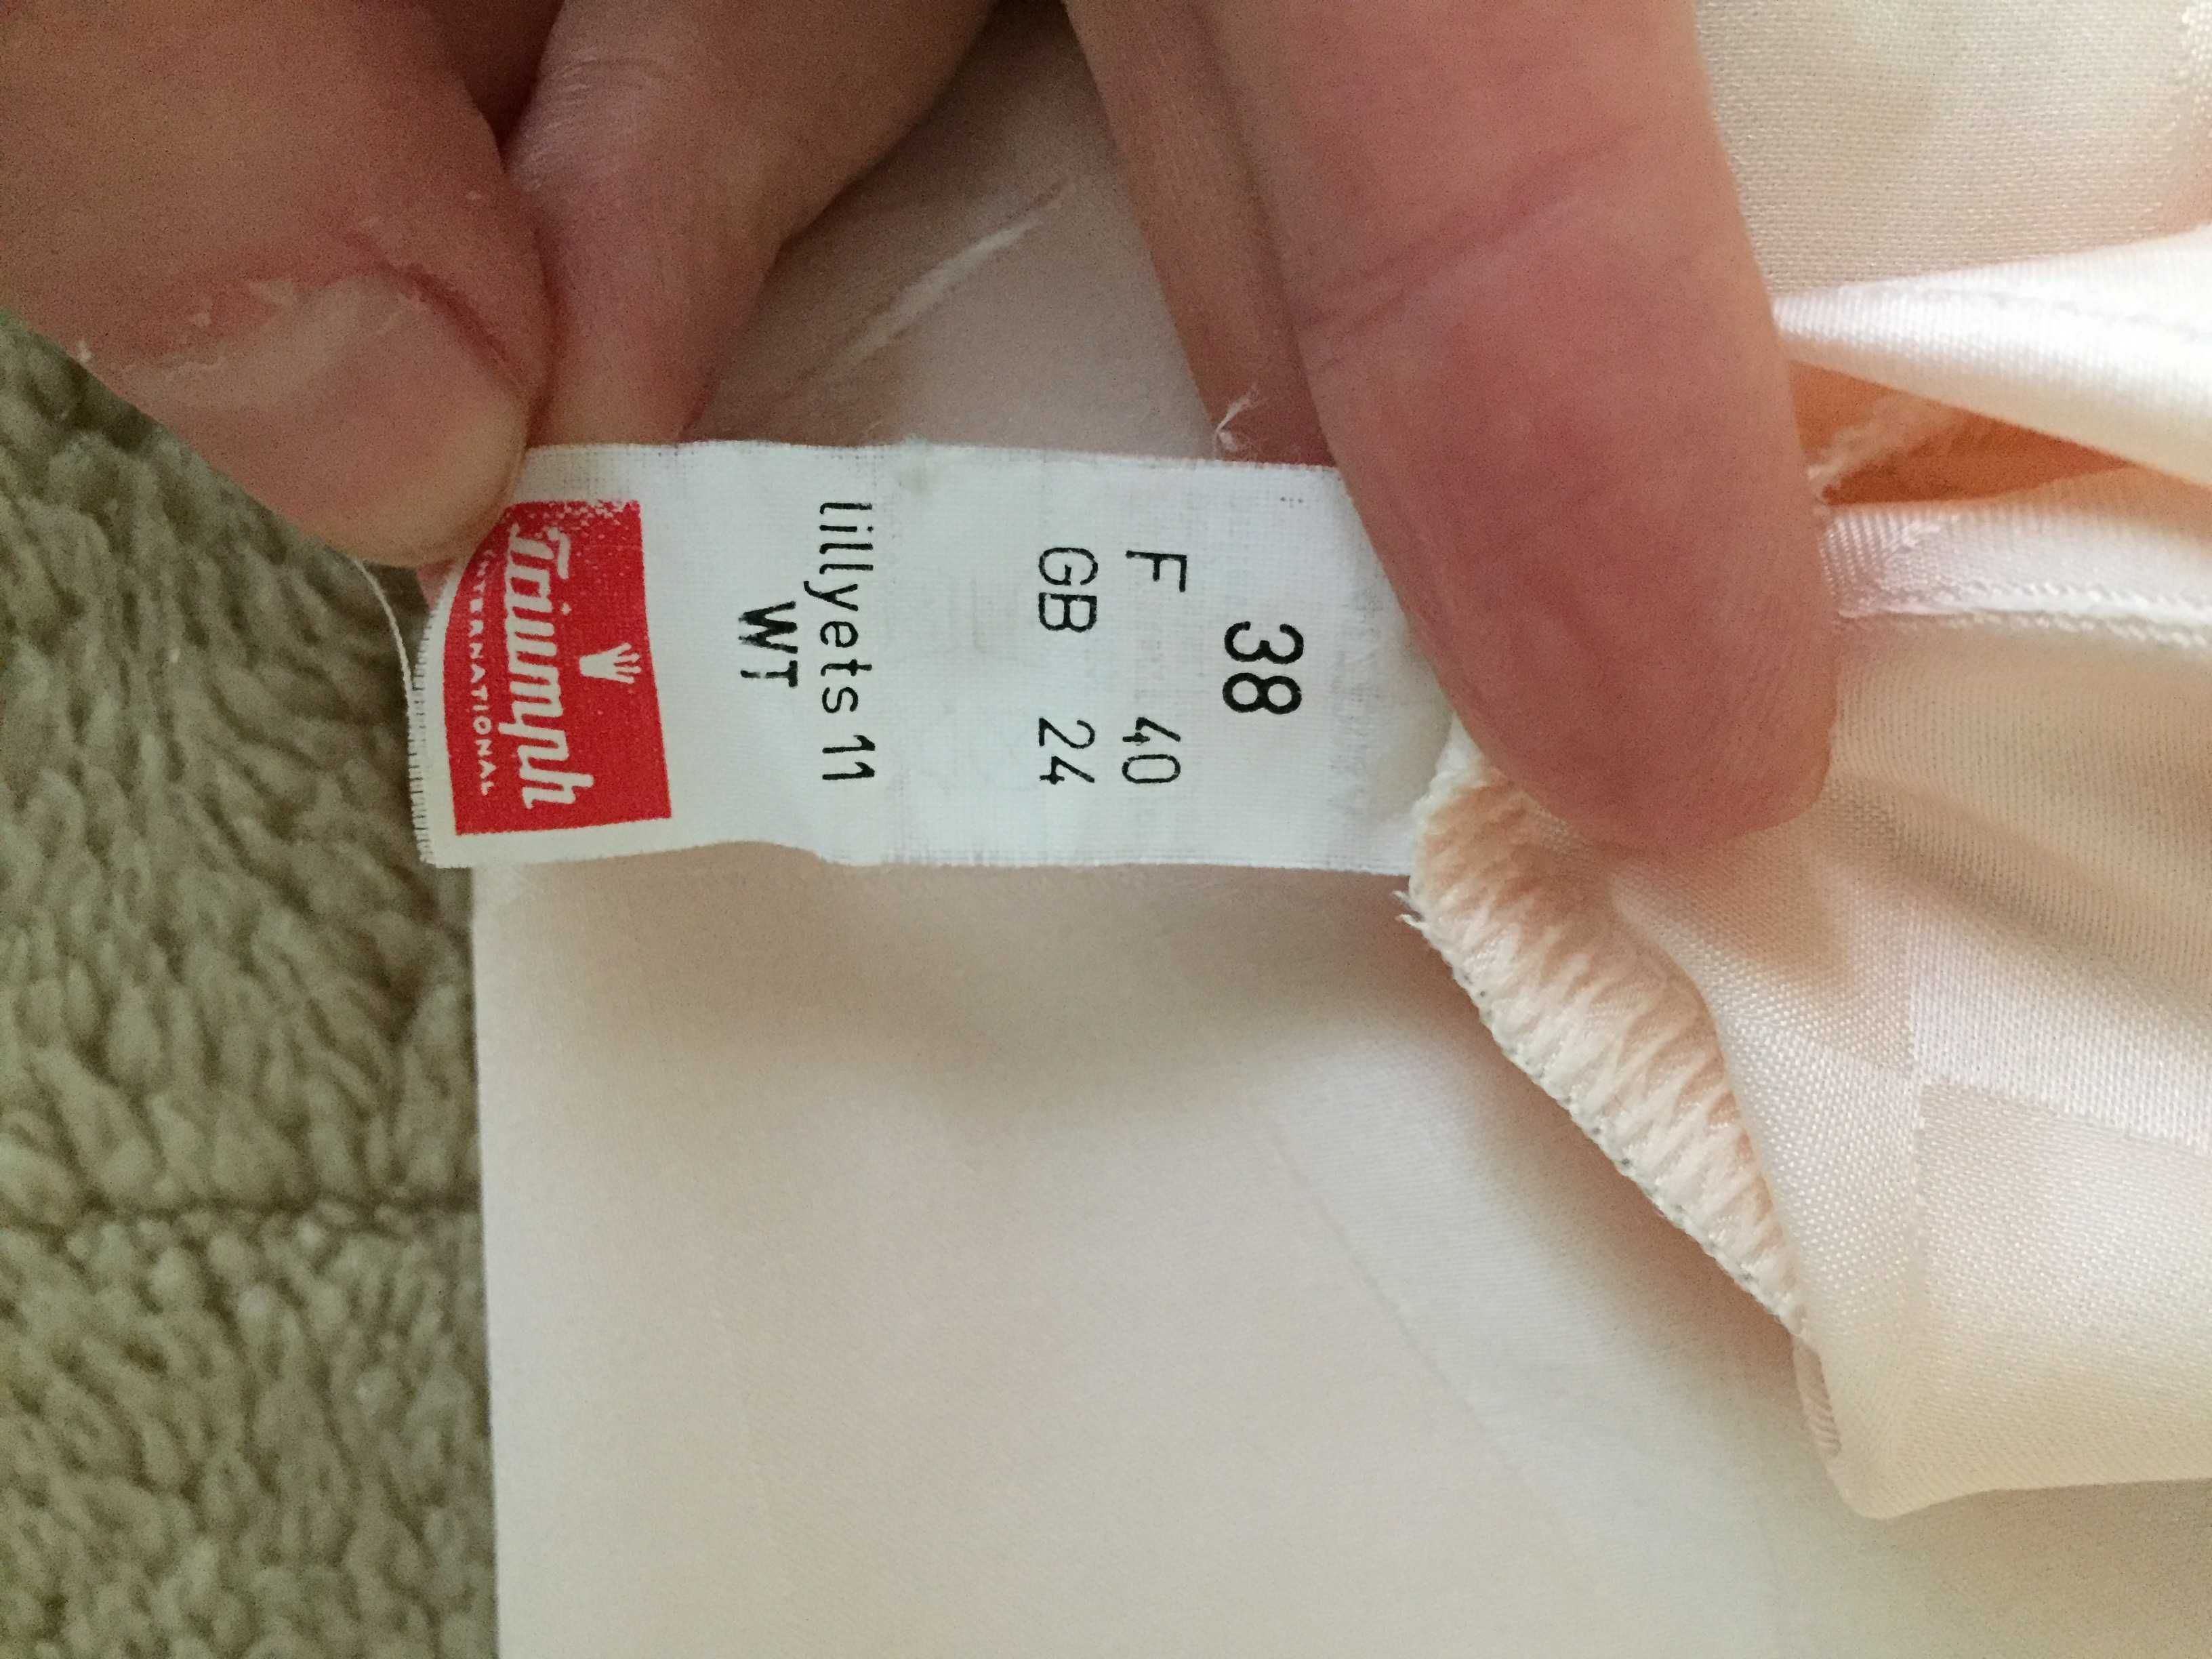 38
F 40
GB 24
lillyets 11
WT
Triumph
INTERNATIONAL